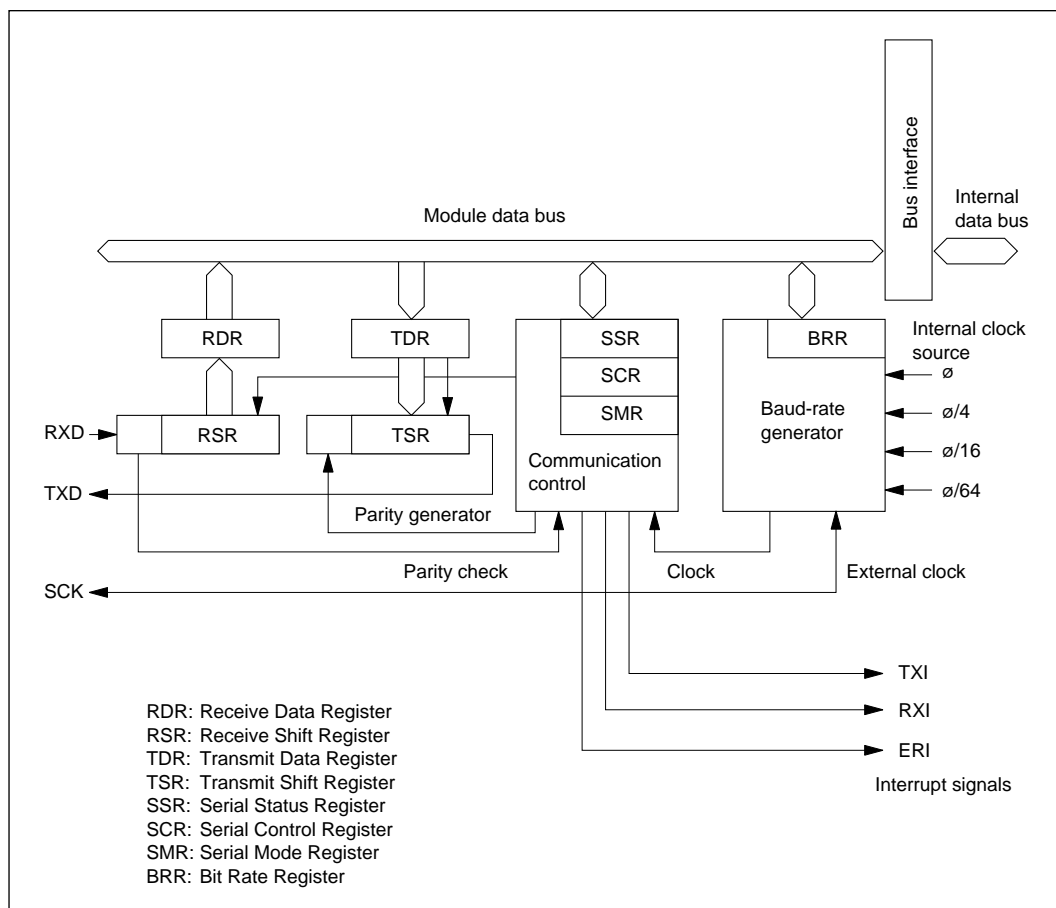 Bus interface
Internal
data bus
Module data bus
RDR
TDR
SSR
SCR
SMR
BRR
Internal clock
source
ø
ø/4
ø/16
ø/64
Baud-rate
generator
RXD
RSR
TSR
Communication
control
TXD
Parity generator
Parity check
Clock
External clock
SCK
TXI
RXI
ERI
Interrupt signals
RDR: Receive Data Register
RSR: Receive Shift Register
TDR: Transmit Data Register
TSR: Transmit Shift Register
SSR: Serial Status Register
SCR: Serial Control Register
SMR: Serial Mode Register
BRR: Bit Rate Register